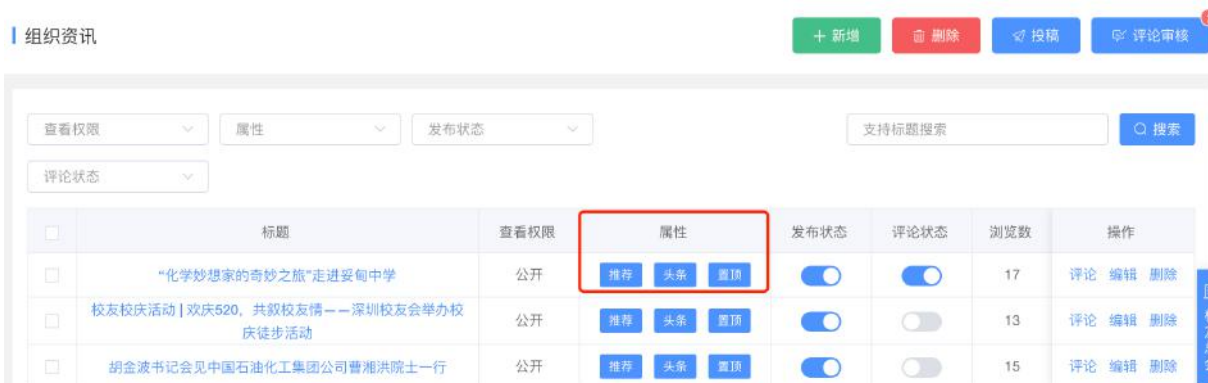 组织资讯
新增
删除
投稿
评论审核
查看权限
属性
发布状态
支持标题搜索
搜索
评论状态
标题
查看权限
属性
发布状态
评论状态
浏览数
操作
“化学妙想家的奇妙之旅”走进妥甸中学
公开
推荐 头条 置顶
17
评论 编辑 删除
校友校庆活动 | 欢庆520，共叙校友情——深圳校友会举办校
庆徒步活动
公开
推荐 头条 置顶
13
评论 编辑 删除
胡金波书记会见中国石油化工集团公司曹湘洪院士一行
公开
推荐 头条 置顶
15
评论 编辑 删除